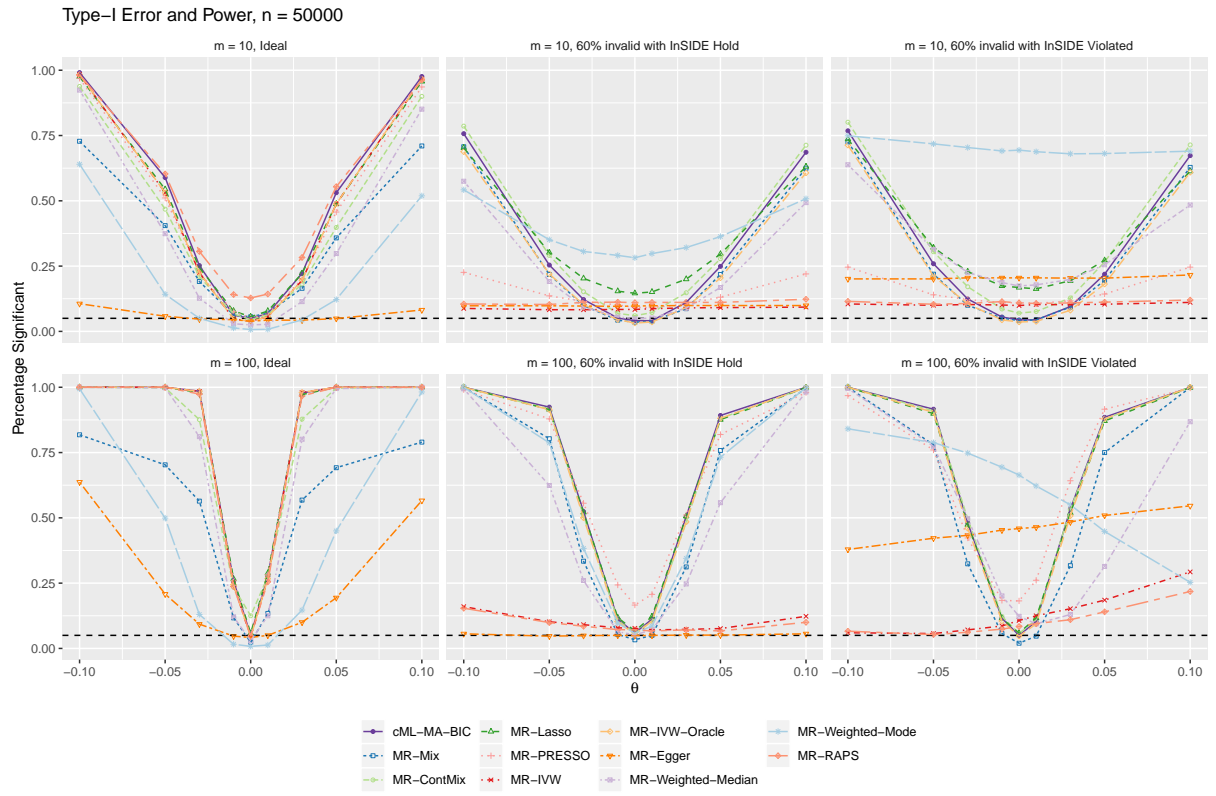 Type−I Error and Power, n = 50000
m = 10, Ideal
m = 10, 60% invalid with InSIDE Hold
m = 10, 60% invalid with InSIDE Violated
1.00
0.75
0.50
0.25
0.00
m = 100, Ideal
m = 100, 60% invalid with InSIDE Hold
m = 100, 60% invalid with InSIDE Violated
1.00
0.75
0.50
0.25
0.00
Percentage Significant
−0.10 −0.05 0.00 0.05 0.10
−0.10 −0.05 0.00 0.05 0.10
−0.10 −0.05 0.00 0.05 0.10
θ
cML−MA−BIC MR−Lasso MR−IVW−Oracle MR−Weighted−Mode
MR−Mix MR−PRESSO MR−Egger MR−RAPS
MR−ContMix MR−IVW MR−Weighted−Median